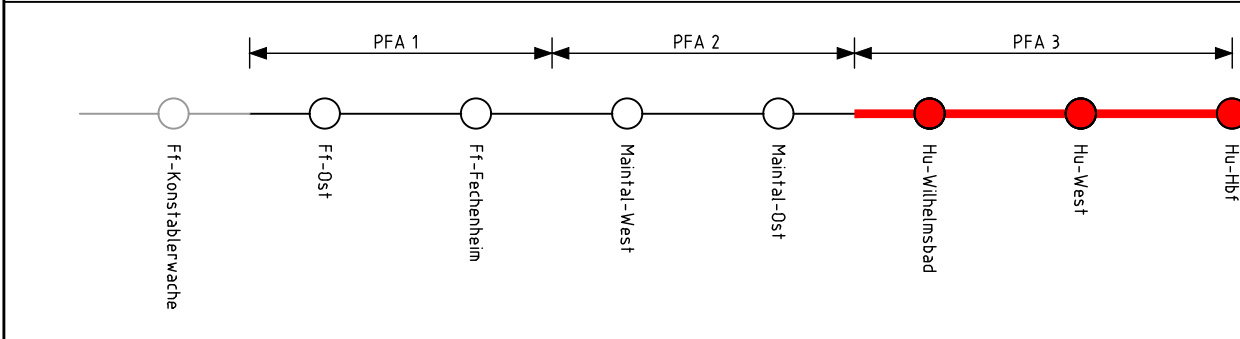 PFA 1
PFA 2
PFA 3
Ff-Konstablerwache
Ff-Ost
Ff-Fechenheim
Maintal-West
Maintal-Ost
Hu-Wilhelmsbad
Hu-West
Hu-Hbf